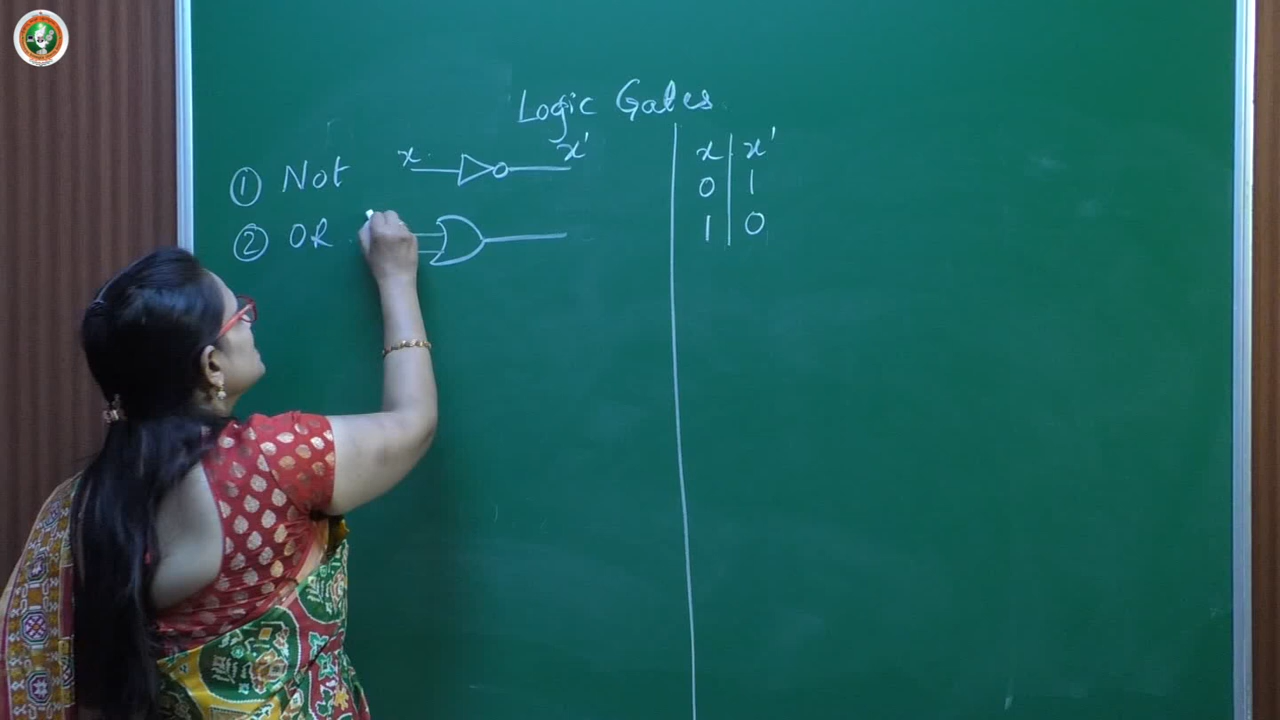 Logic Gates
① Not x x'
② OR
x x'
0 1
1 0